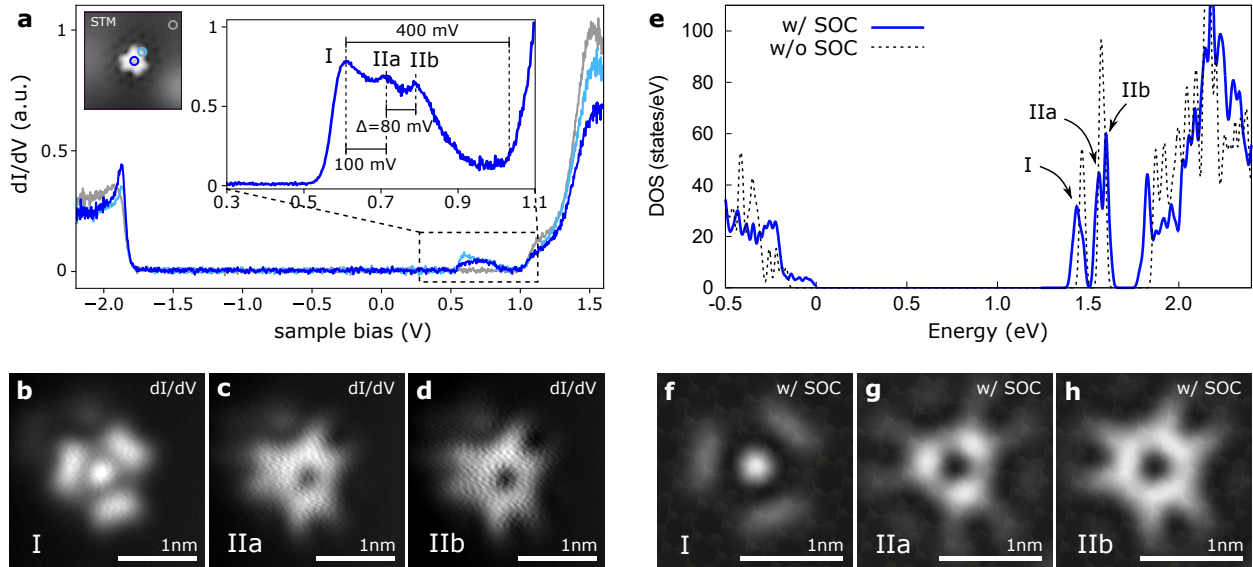 a
STM
dI/dV (a.u.)
1
0.5
0
−2.0 −1.5 −1.0 −0.5 0.0 0.5 1.0 1.5
sample bias (V)
1
0.5
0
0.3 0.5 0.7 0.9 1.1
400 mV
I IIa IIb
Δ=80 mV
100 mV
e
w/ SOC
w/o SOC
DOS (states/eV)
100
80
60
40
20
0
-0.5 0 0.5 1.0 1.5 2.0
Energy (eV)
IIb
IIa
I
b dI/dV
I 1nm
c dI/dV
IIa 1nm
d dI/dV
IIb 1nm
f w/ SOC
I 1nm
g w/ SOC
IIa 1nm
h w/ SOC
IIb 1nm